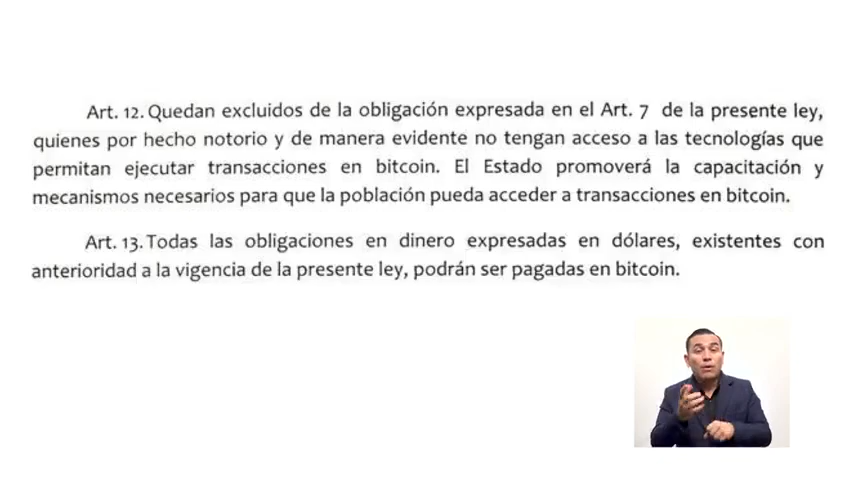 Art. 12. Quedan excluidos de la obligación expresada en el Art. 7 de la presente ley,
quienes por hecho notorio y de manera evidente no tengan acceso a las tecnologías que
permitan ejecutar transacciones en bitcoin. El Estado promoverá la capacitación y
mecanismos necesarios para que la población pueda acceder a transacciones en bitcoin.
Art. 13. Todas las obligaciones en dinero expresadas en dólares, existentes con
anterioridad a la vigencia de la presente ley, podrán ser pagadas en bitcoin.